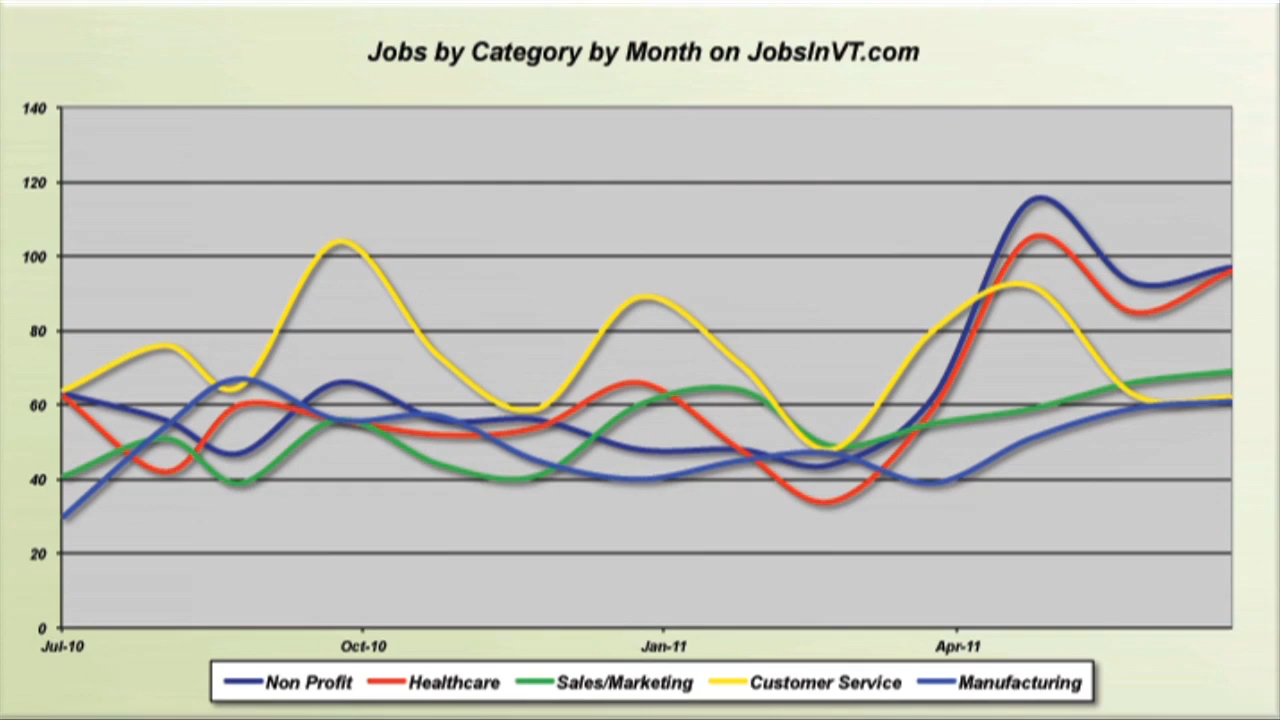 Jobs by Category by Month on JobsInVT.com
140
120
100
80
60
40
20
0
Jul-10 Oct-10 Jan-11 Apr-11
Non Profit Healthcare Sales/Marketing Customer Service Manufacturing